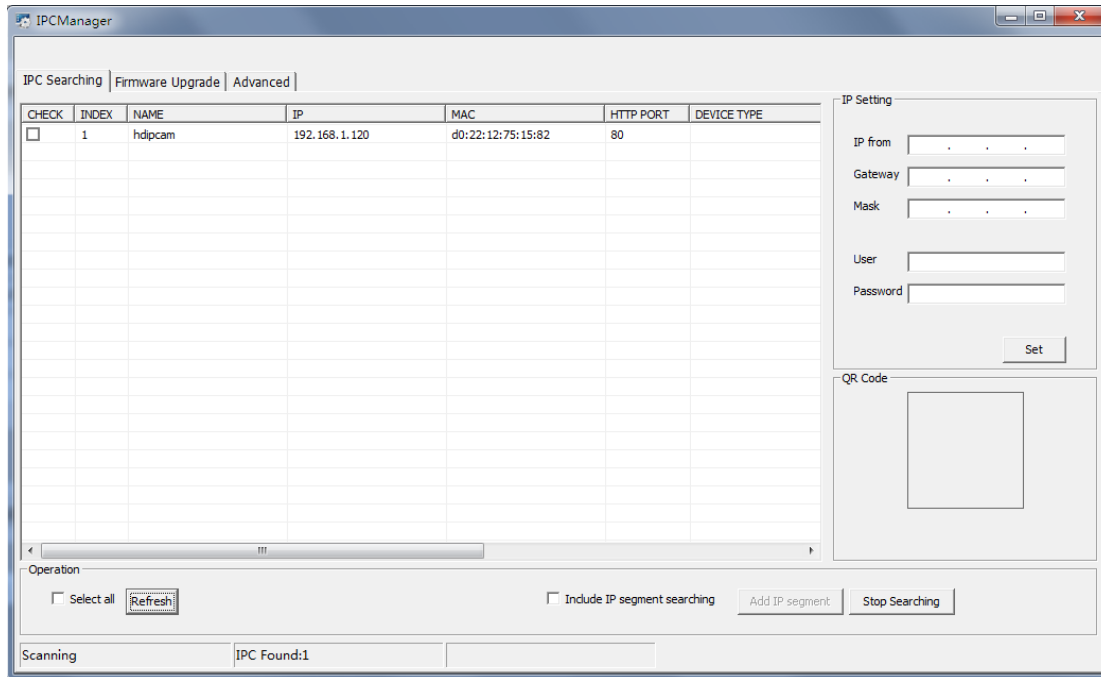 IPCManager
IPC Searching Firmware Upgrade Advanced
CHECK INDEX NAME IP MAC HTTP PORT DEVICE TYPE
1 hdipcam 192.168.1.120 d0:22:12:75:15:82 80
IP Setting
IP from . . .
Gateway . . .
Mask . . .
User
Password
Set
QR Code
Operation
Select all Refresh Include IP segment searching Add IP segment Stop Searching
Scanning IPC Found:1